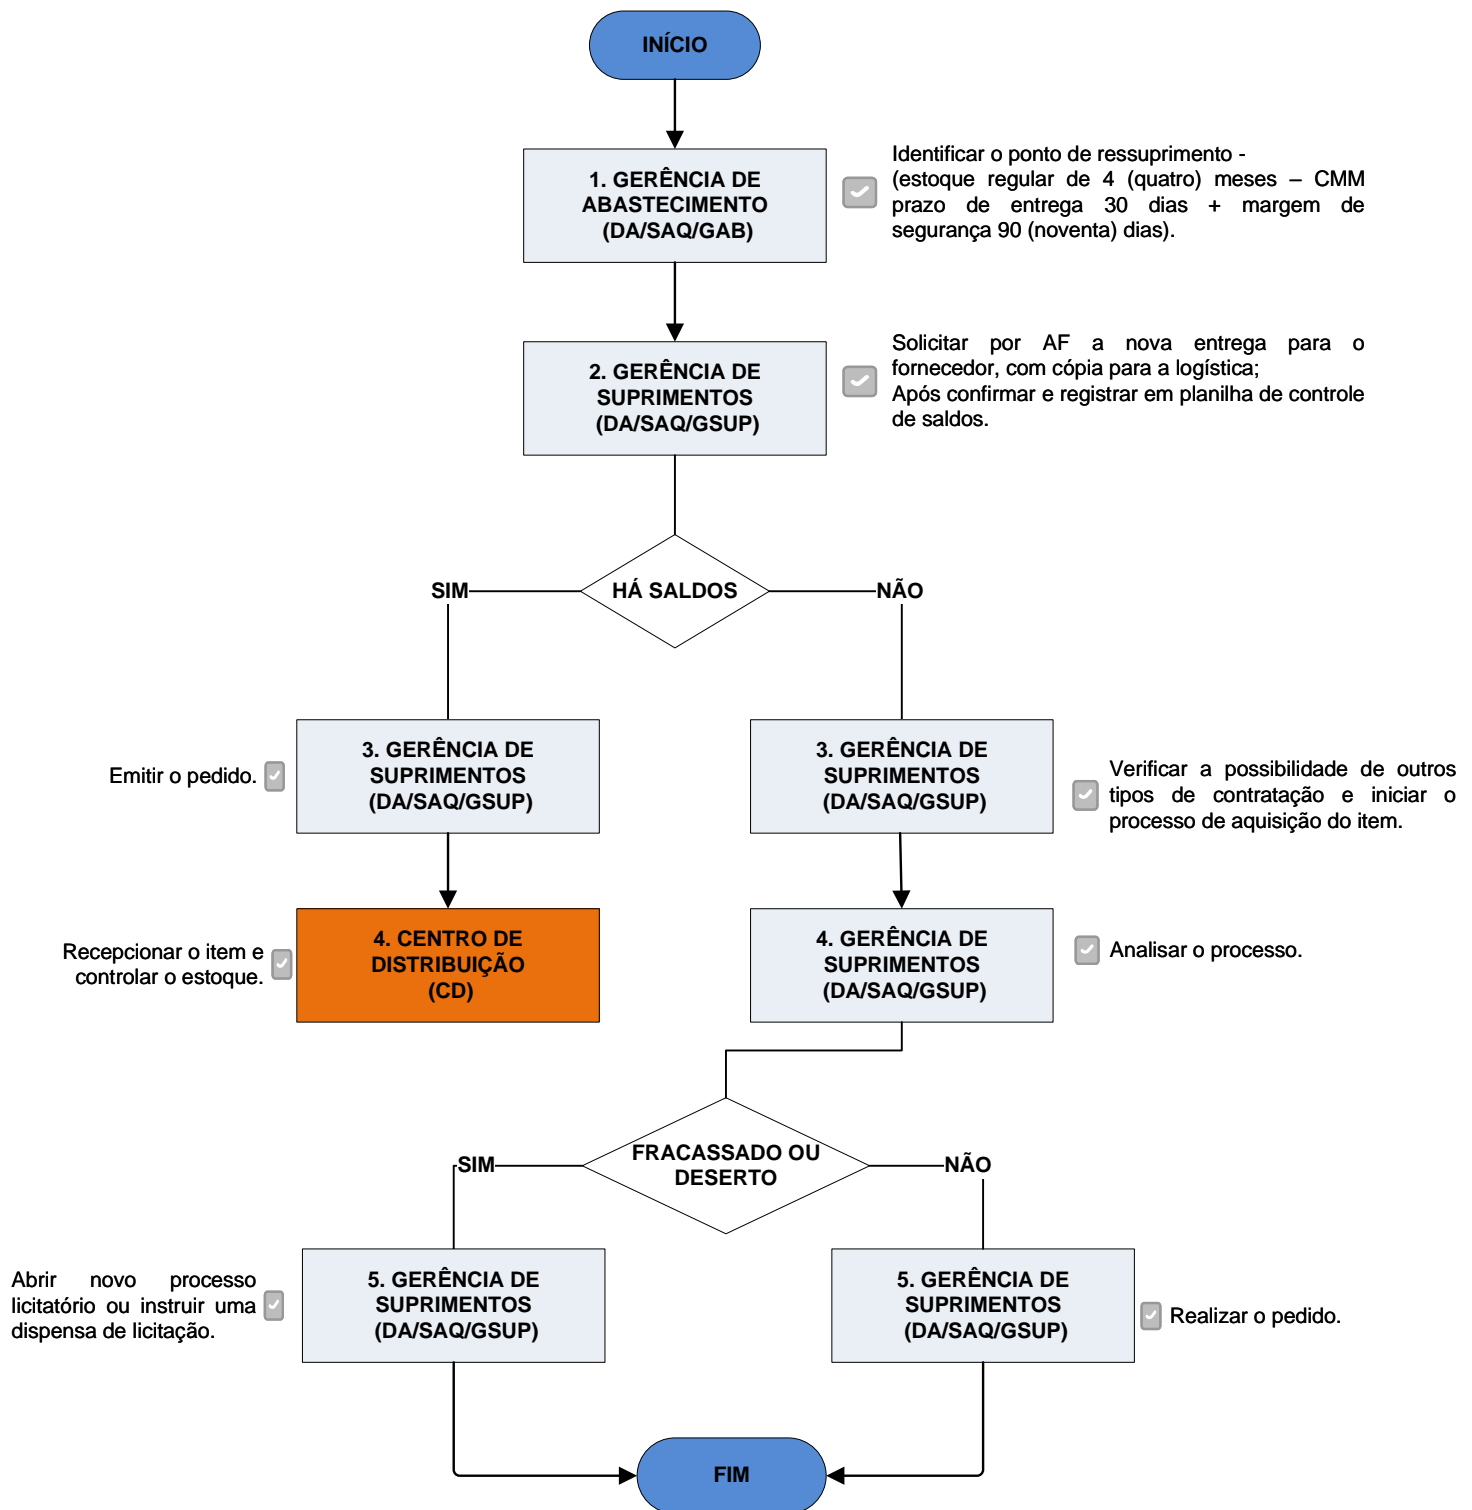 INÍCIO
1. GERÊNCIA DE
ABASTECIMENTO
(DA/SAQ/GAB)
Identificar o ponto de ressuprimento -
(estoque regular de 4 (quatro) meses – CMM
prazo de entrega 30 dias + margem de
segurança 90 (noventa) dias).
2. GERÊNCIA DE
SUPRIMENTOS
(DA/SAQ/GSUP)
Solicitar por AF a nova entrega para o
fornecedor, com cópia para a logística;
Após confirmar e registrar em planilha de controle
de saldos.
SIM
HÁ SALDOS
NÃO
Emitir o pedido.
3. GERÊNCIA DE
SUPRIMENTOS
(DA/SAQ/GSUP)
3. GERÊNCIA DE
SUPRIMENTOS
(DA/SAQ/GSUP)
Verificar a possibilidade de outros
tipos de contratação e iniciar o
processo de aquisição do item.
Recepcionar o item e
controlar o estoque.
4. CENTRO DE
DISTRIBUIÇÃO
(CD)
4. GERÊNCIA DE
SUPRIMENTOS
(DA/SAQ/GSUP)
Analisar o processo.
SIM
FRACASSADO OU
DESERTO
NÃO
Abrir novo processo
licitatório ou instruir uma
dispensa de licitação.
5. GERÊNCIA DE
SUPRIMENTOS
(DA/SAQ/GSUP)
5. GERÊNCIA DE
SUPRIMENTOS
(DA/SAQ/GSUP)
Realizar o pedido.
FIM